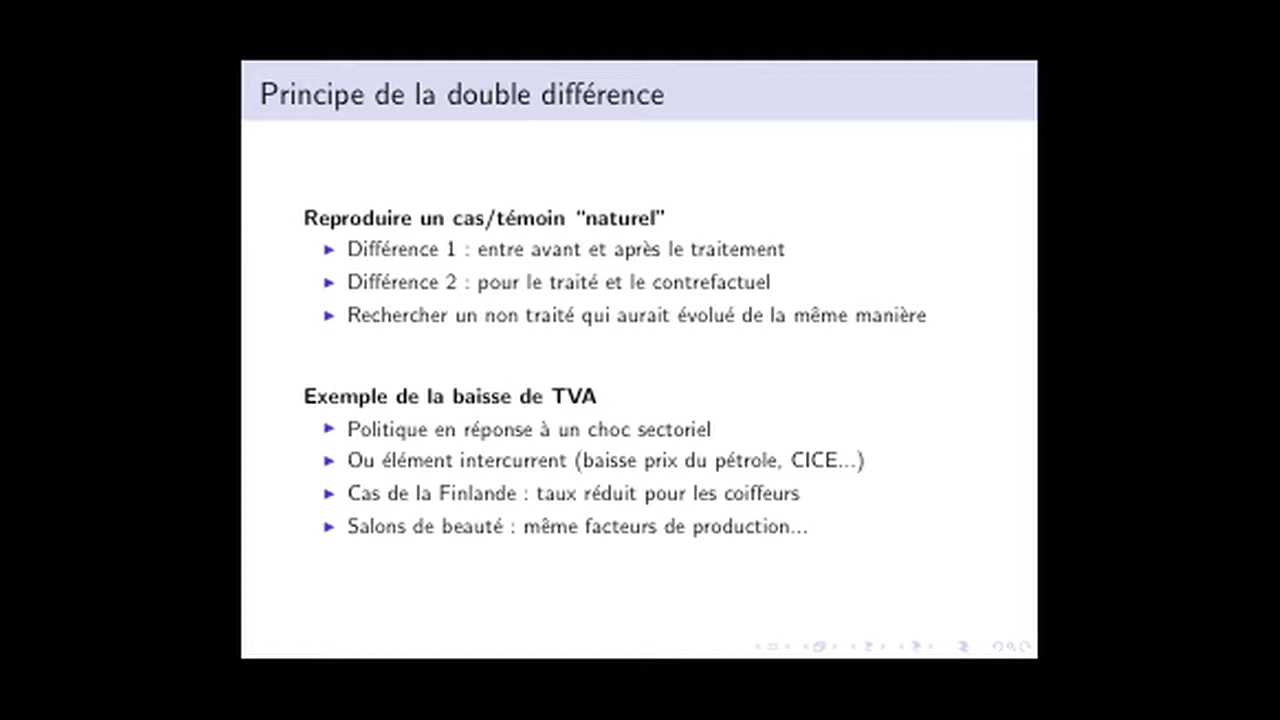 Principe de la double différence
Reproduire un cas/témoin “naturel”
Différence 1 : entre avant et après le traitement
Différence 2 : pour le traité et le contrefactuel
Rechercher un non traité qui aurait évolué de la même manière
Exemple de la baisse de TVA
Politique en réponse à un choc sectoriel
Ou élément intercurrent (baisse prix du pétrole, CICE...)
Cas de la Finlande : taux réduit pour les coiffeurs
Salons de beauté : même facteurs de production...